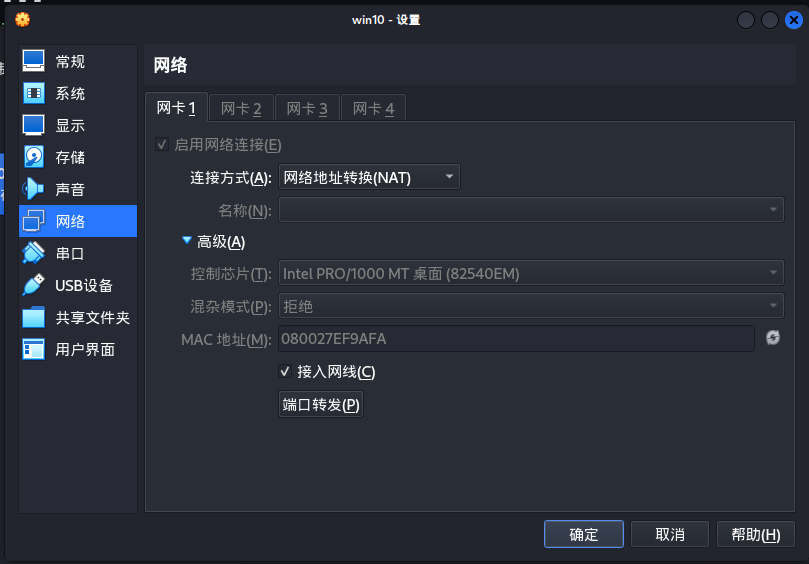 win10 - 设置
常规
系统
显示
存储
声音
网络
串口
USB设备
共享文件夹
用户界面
网络
网卡 1 网卡 2 网卡 3 网卡 4
启用网络连接(E)
连接方式(A): 网络地址转换(NAT)
名称(N):
高级(A)
控制芯片(T): Intel PRO/1000 MT 桌面 (82540EM)
混杂模式(P): 拒绝
MAC 地址(M): 080027EF9AFA
接入网线(C)
端口转发(P)
确定 取消 帮助(H)